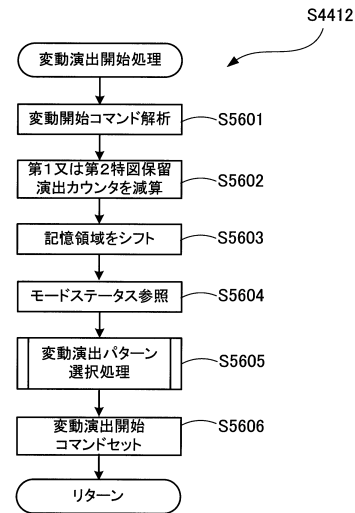 S4412
変動演出開始処理
変動開始コマンド解析
S5601
第1又は第2特図保留
演出カウンタを減算
S5602
記憶領域をシフト
S5603
モードステータス参照
S5604
変動演出パターン
選択処理
S5605
変動演出開始
コマンドセット
S5606
リターン